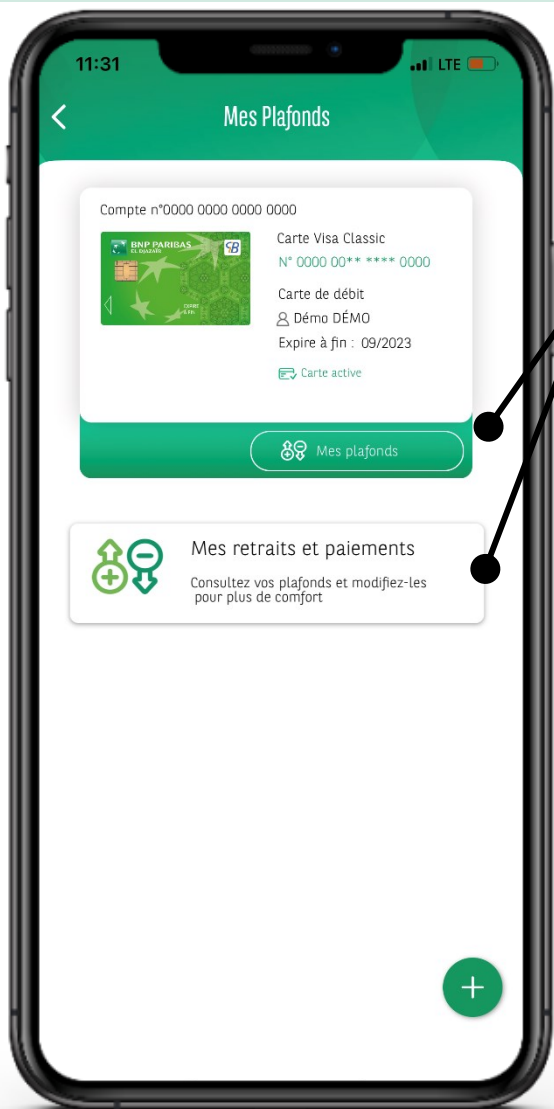 11:31 LTE
Mes Plafonds
Compte n°0000 0000 0000 0000
BNP PARIBAS
EL DJAZAIR
Carte Visa Classic
N° 0000 00** **** 0000
Carte de débit
Démo DÉMO
Expire à fin : 09/2023
Carte active
Mes plafonds
Mes retraits et paiements
Consultez vos plafonds et modifiez-les
pour plus de comfort